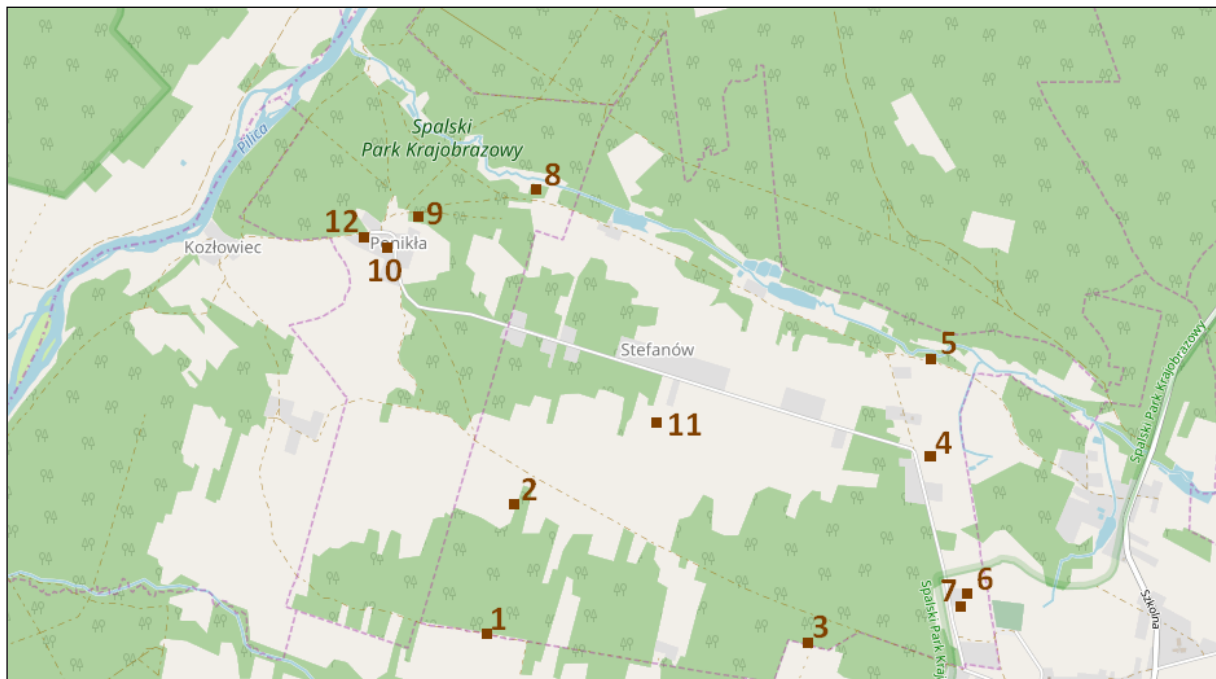 Pilica
Spalski
Park Krajobrazowy
8
9
12
Ponikła
Kozłowiec
10
Spalski Park Krajobrazowy
Stefanów
5
11
4
2
6
7
Spalski Park Kraj
Szkolna
1
3